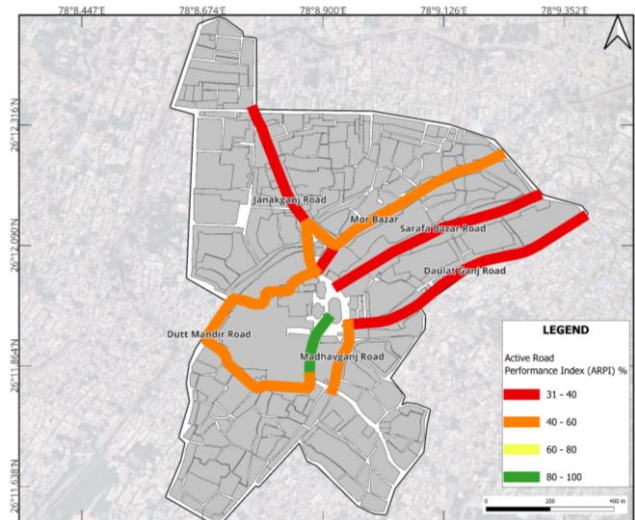 78°8.447'E 78°8.674'E 78°8.900'E 78°9.126'E 78°9.352'E
26°12.316'N
Janakganj Road
Mor Bazar
26°12.090'N
Sarafa Bazar Road
Daulat Ganj Road
Dutt Mandir Road
Madhavganj Road
26°11.864'N
26°11.638'N
LEGEND
Active Road
Performance Index (ARPI) %
31 - 40
40 - 60
60 - 80
80 - 100
0 200 400 m